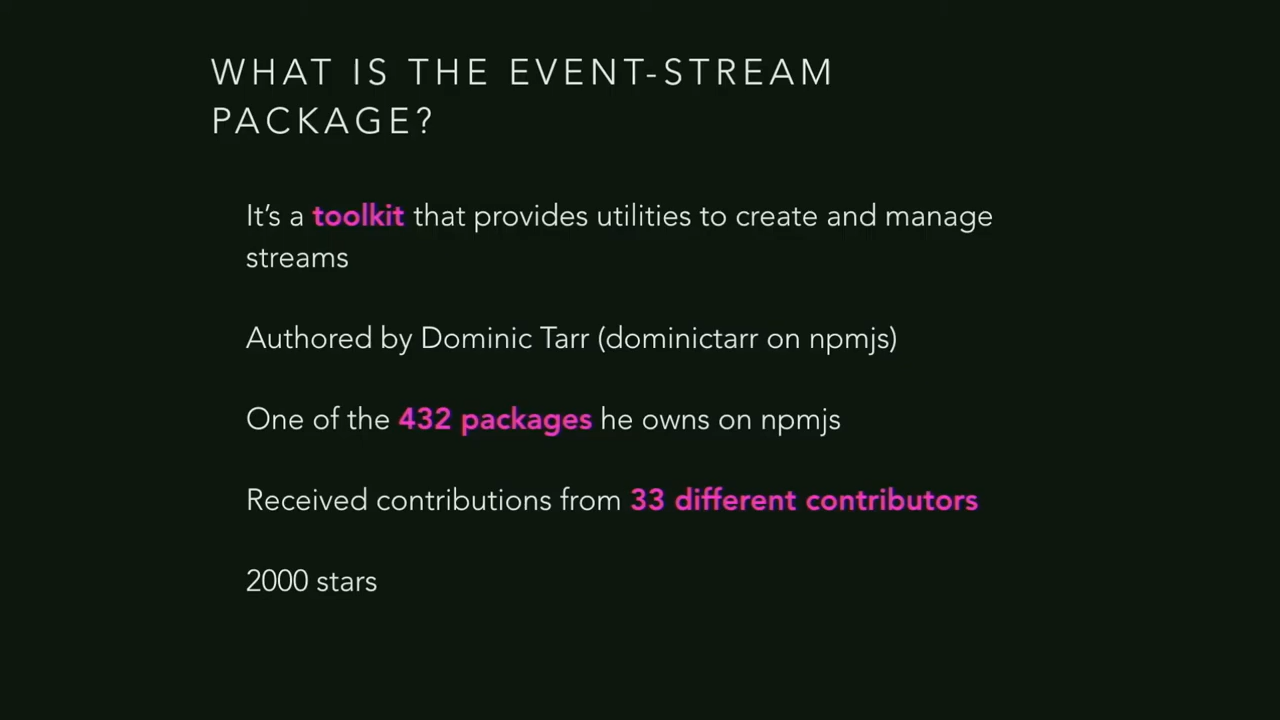 WHAT IS THE EVENT-STREAM
PACKAGE?
It’s a toolkit that provides utilities to create and manage
streams
Authored by Dominic Tarr (dominictarr on npmjs)
One of the 432 packages he owns on npmjs
Received contributions from 33 different contributors
2000 stars